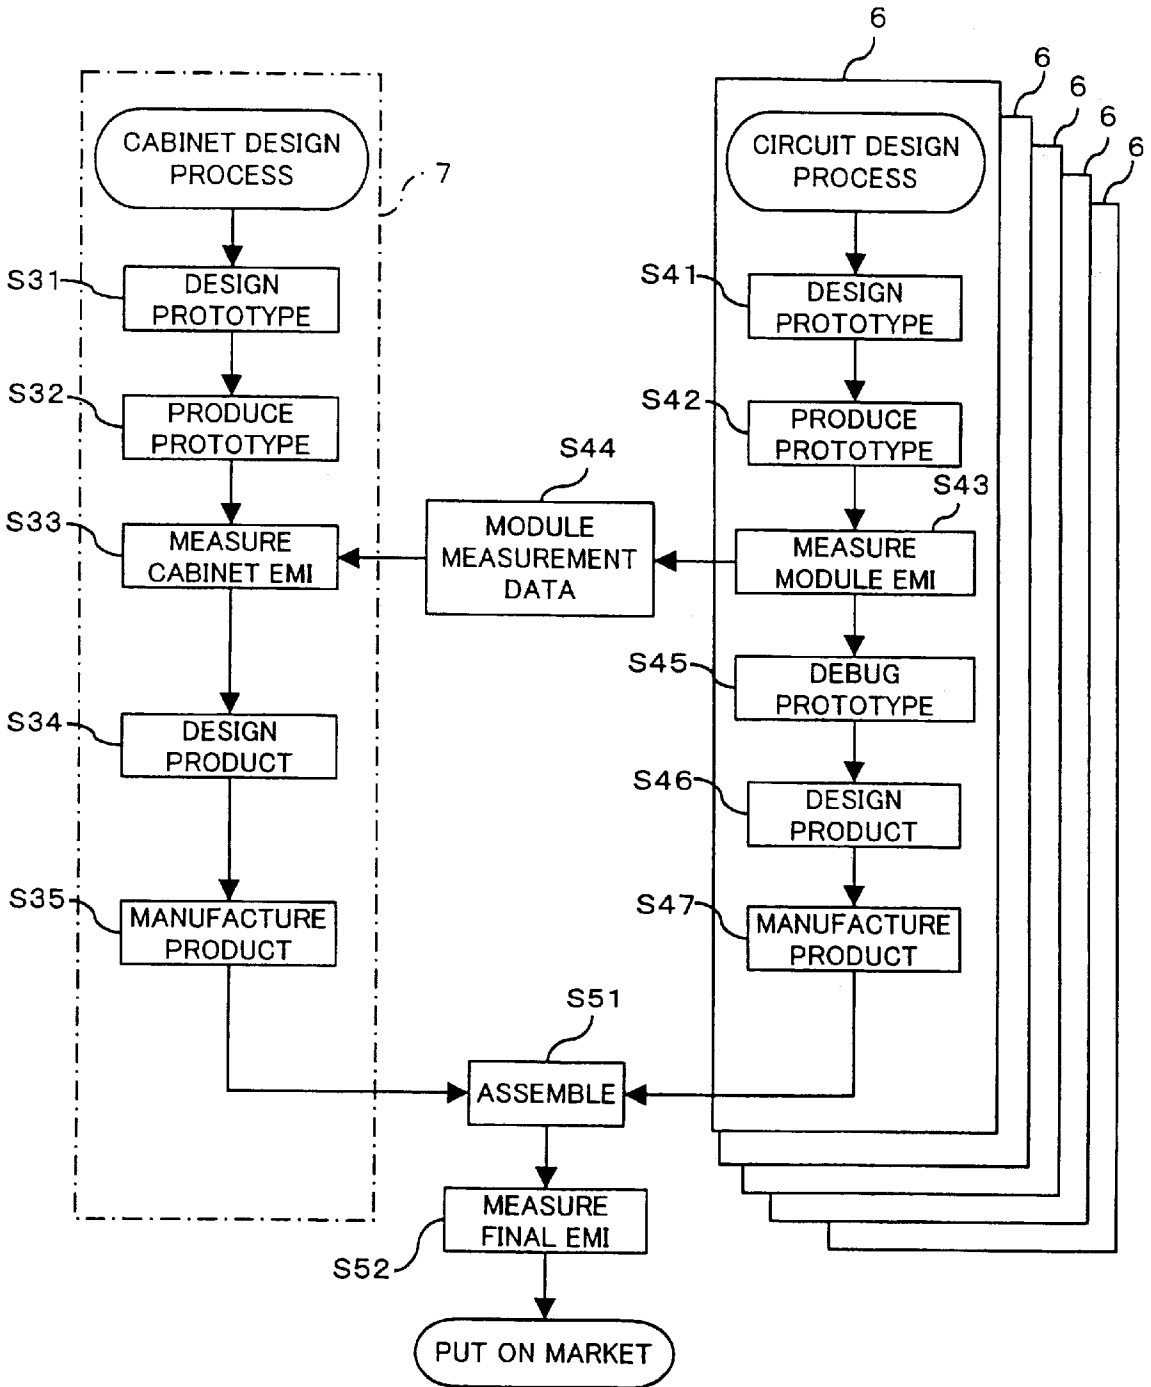 6
6
6
6
6
CABINET DESIGN
PROCESS
7
S31
DESIGN
PROTOTYPE
S32
PRODUCE
PROTOTYPE
S33
MEASURE
CABINET EMI
S34
DESIGN
PRODUCT
S35
MANUFACTURE
PRODUCT
S44
MODULE
MEASUREMENT
DATA
CIRCUIT DESIGN
PROCESS
S41
DESIGN
PROTOTYPE
S42
PRODUCE
PROTOTYPE
S43
MEASURE
MODULE EMI
S45
DEBUG
PROTOTYPE
S46
DESIGN
PRODUCT
S47
MANUFACTURE
PRODUCT
S51
ASSEMBLE
MEASURE
FINAL EMI
S52
PUT ON MARKET